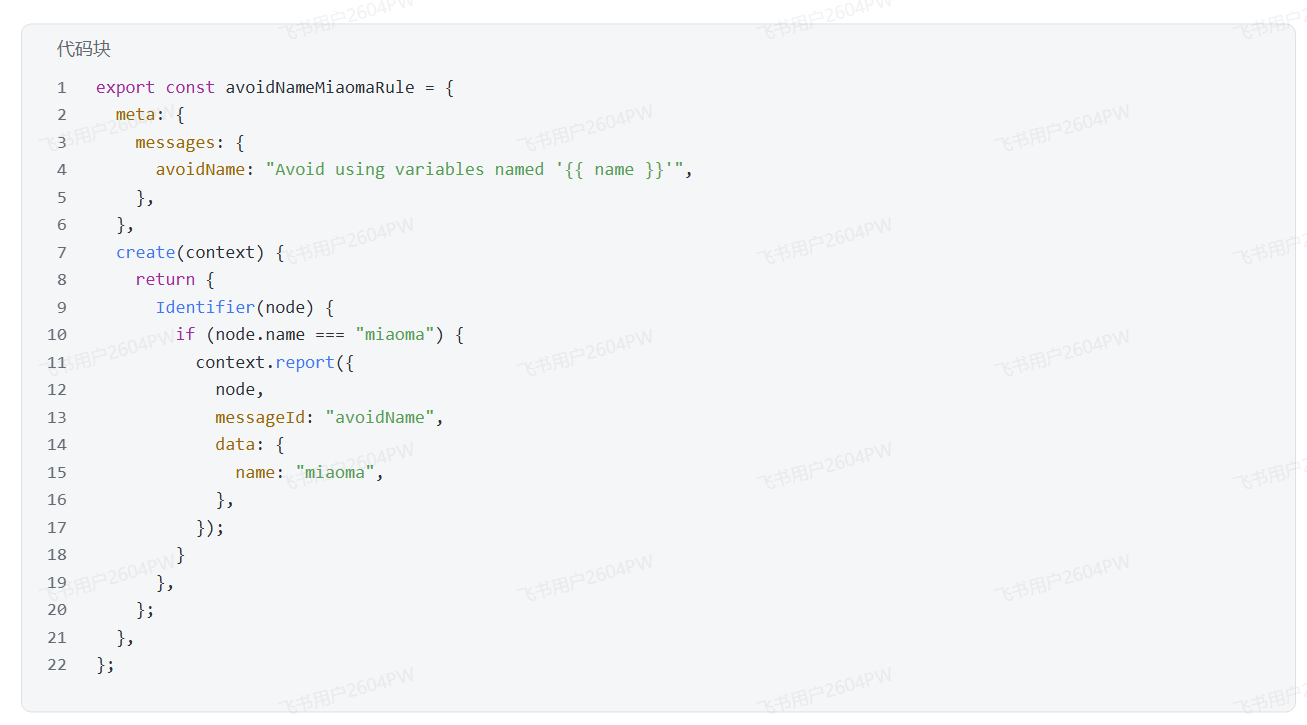 代码块
1 export const avoidNameMiaomaRule = {
2   meta: {
3     messages: {
4       avoidName: "Avoid using variables named '{{ name }}'",
5     },
6   },
7   create(context) {
8     return {
9       Identifier(node) {
10         if (node.name === "miaoma") {
11           context.report({
12             node,
13             messageId: "avoidName",
14             data: {
15               name: "miaoma",
16             },
17           });
18         }
19       },
20     };
21   },
22 };
飞书用户2604PW